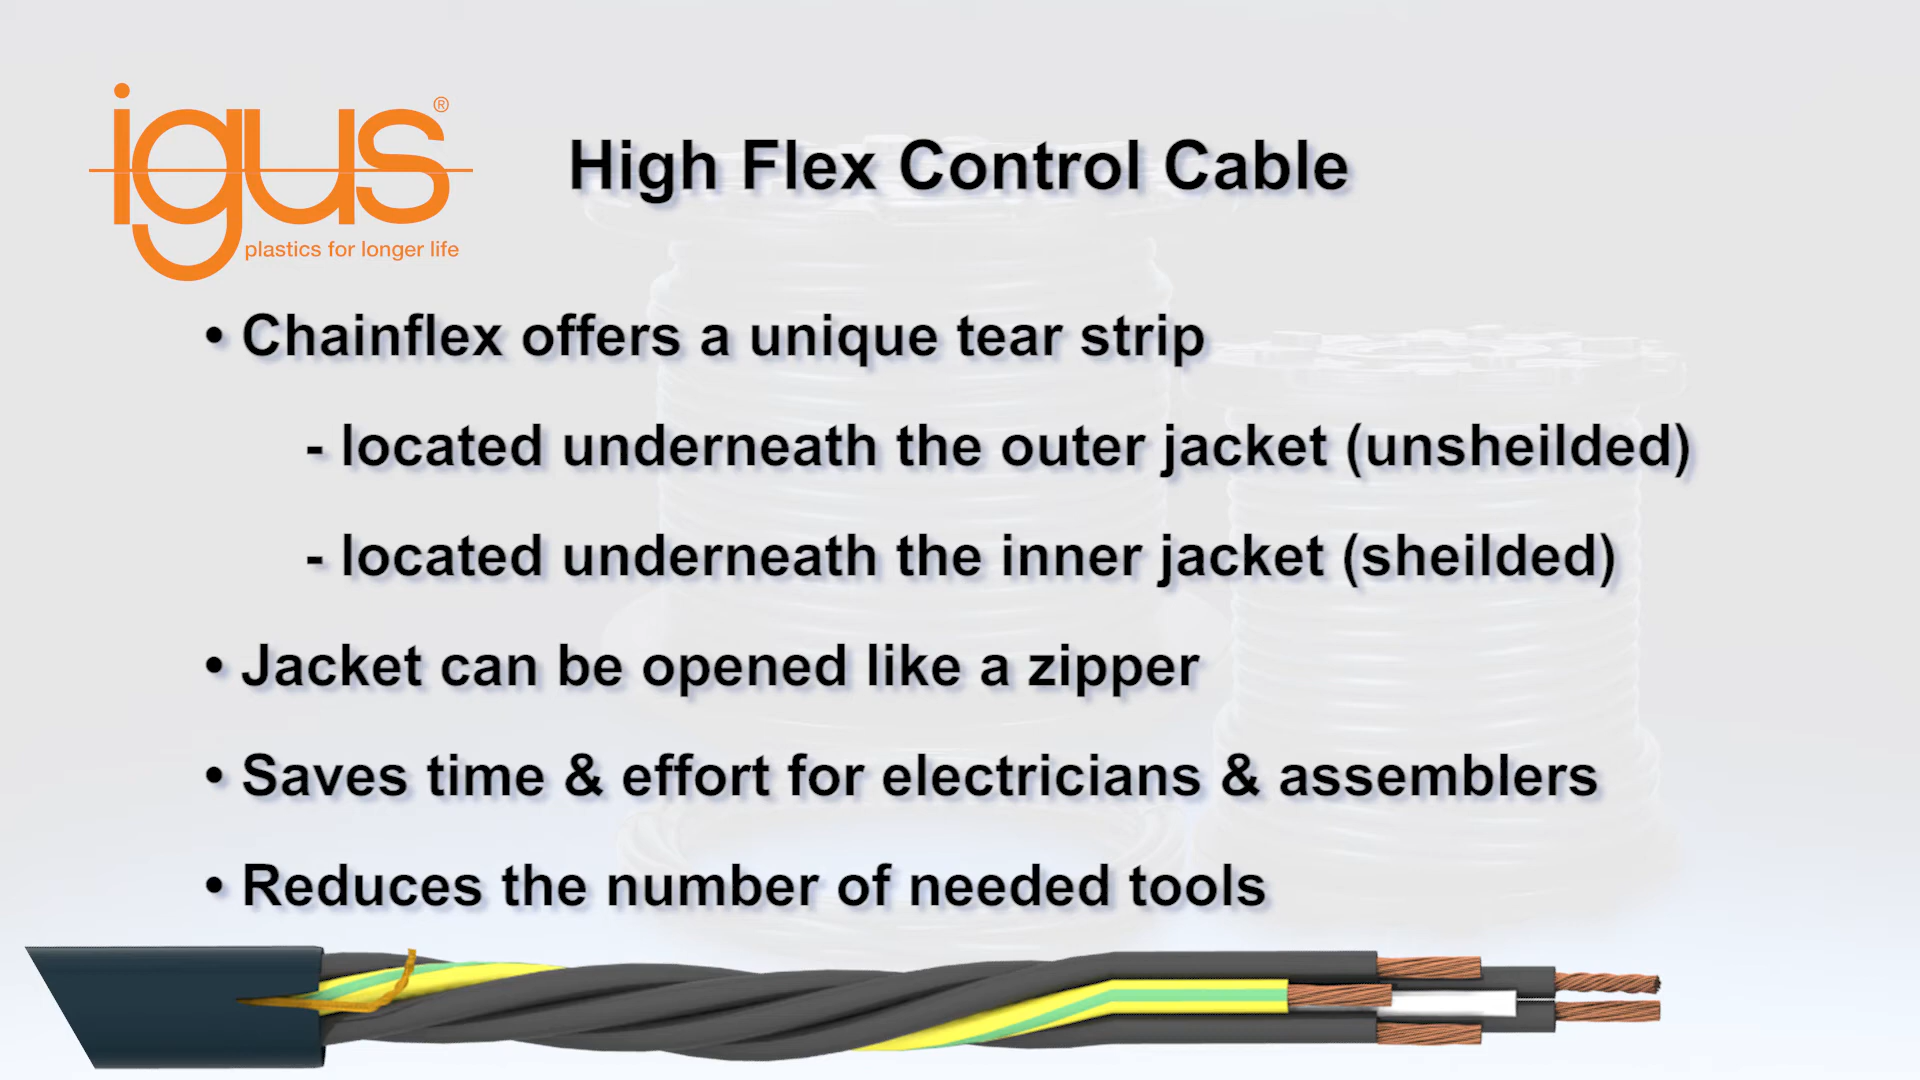 igus®
plastics for longer life
High Flex Control Cable
• Chainflex offers a unique tear strip
- located underneath the outer jacket (unsheilded)
- located underneath the inner jacket (sheilded)
• Jacket can be opened like a zipper
• Saves time & effort for electricians & assemblers
• Reduces the number of needed tools